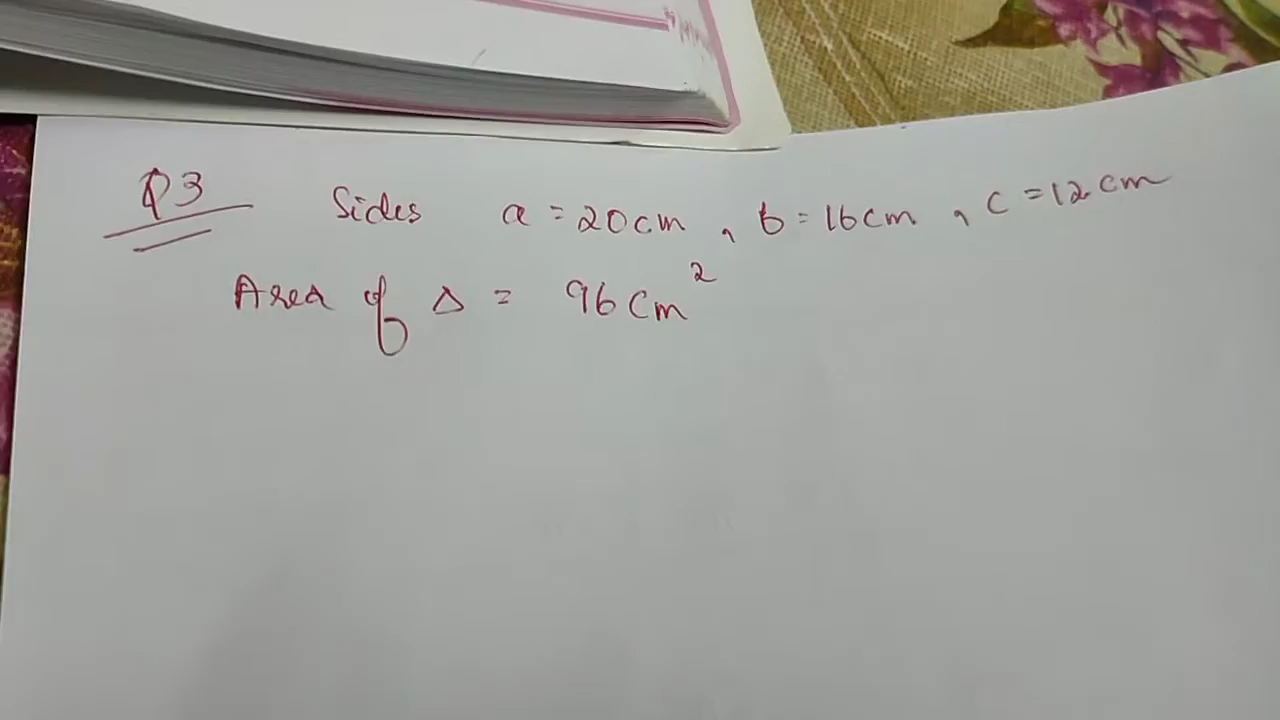 Q3 Sides a = 20cm , b = 16cm , c = 12cm
Area of Δ = 96 cm²